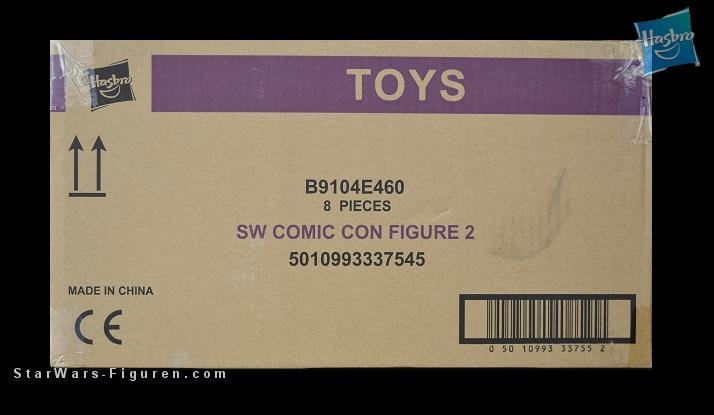 Hasbro
Hasbro
TOYS
B9104E460
8 PIECES
SW COMIC CON FIGURE 2
5010993337545
MADE IN CHINA
CE
0 50 10993 33755 2
StarWars-Figuren.com